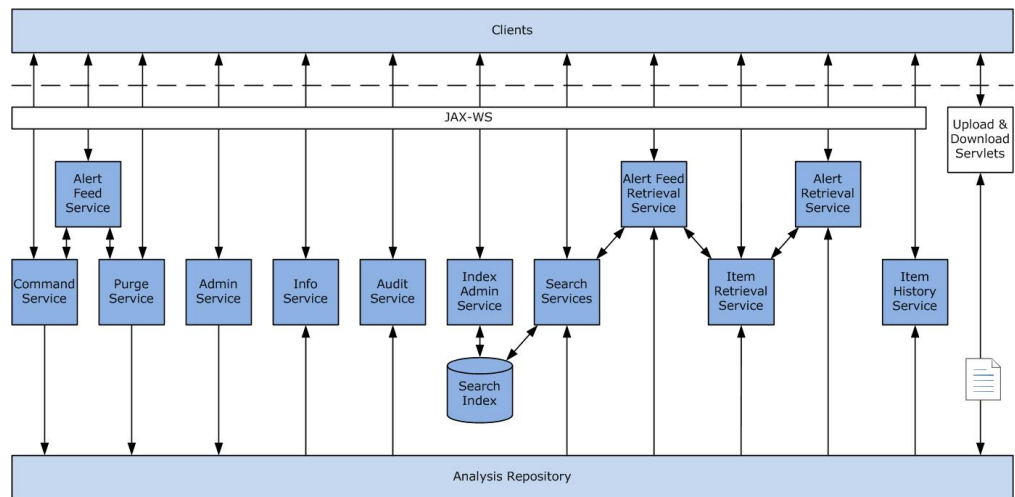 Clients
JAX-WS
Upload &
Download
Servlets
Alert
Feed
Service
Alert Feed
Retrieval
Service
Alert
Retrieval
Service
Command
Service
Purge
Service
Admin
Service
Info
Service
Audit
Service
Index
Admin
Service
Search
Services
Item
Retrieval
Service
Item
History
Service
Search
Index
Analysis Repository